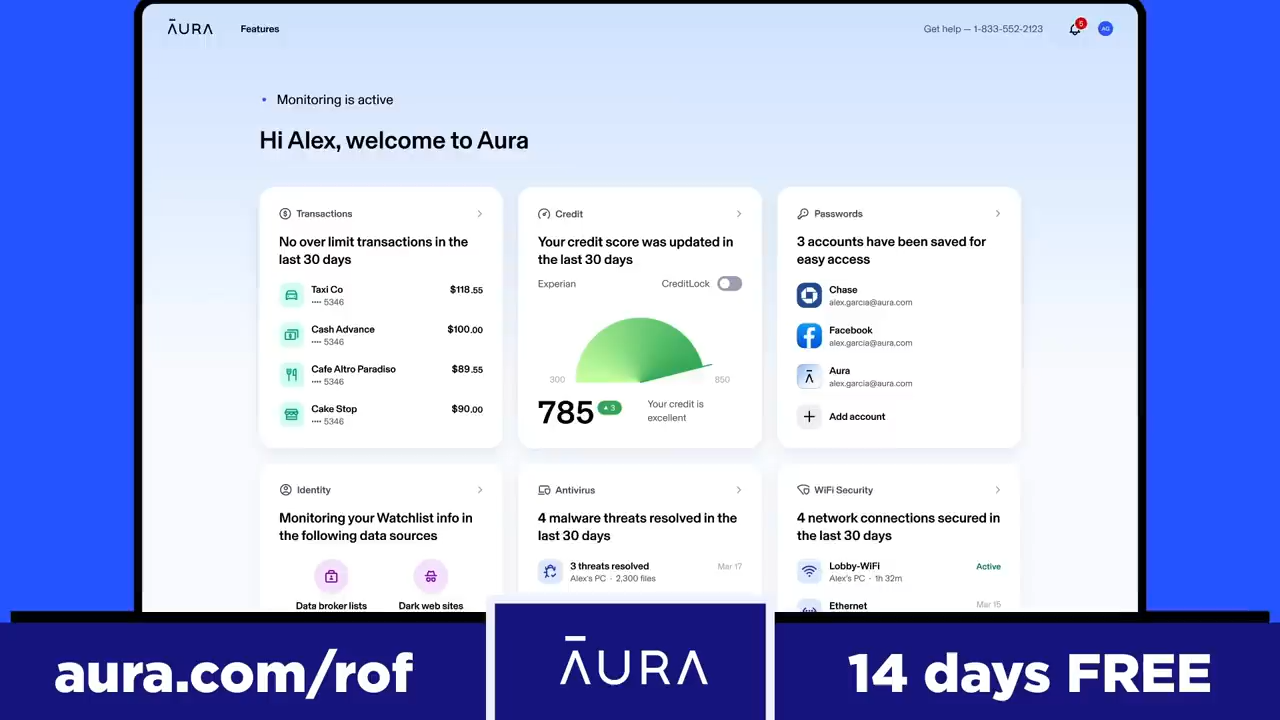 ĀURA
Features
Get help — 1-833-552-2123
5
AG
• Monitoring is active
Hi Alex, welcome to Aura
Transactions
No over limit transactions in the
last 30 days
Taxi Co
$118.55
•••• 5346
Cash Advance
$100.00
•••• 5346
Cafe Altro Paradiso
$89.55
•••• 5346
Cake Stop
$90.00
•••• 5346
Credit
Your credit score was updated in
the last 30 days
Experian
CreditLock
300
850
785
3
Your credit is
excellent
Passwords
3 accounts have been saved for
easy access
Chase
alex.garcia@aura.com
Facebook
alex.garcia@aura.com
Aura
alex.garcia@aura.com
Add account
Identity
Monitoring your Watchlist info in
the following data sources
Data broker lists
Dark web sites
Antivirus
4 malware threats resolved in the
last 30 days
3 threats resolved
Mar 17
Alex's PC · 2,300 files
WiFi Security
4 network connections secured in
the last 30 days
Lobby-WiFi
Active
Alex's PC · 1h 32m
Ethernet
Mar 15
aura.com/rof
ĀURA
14 days FREE